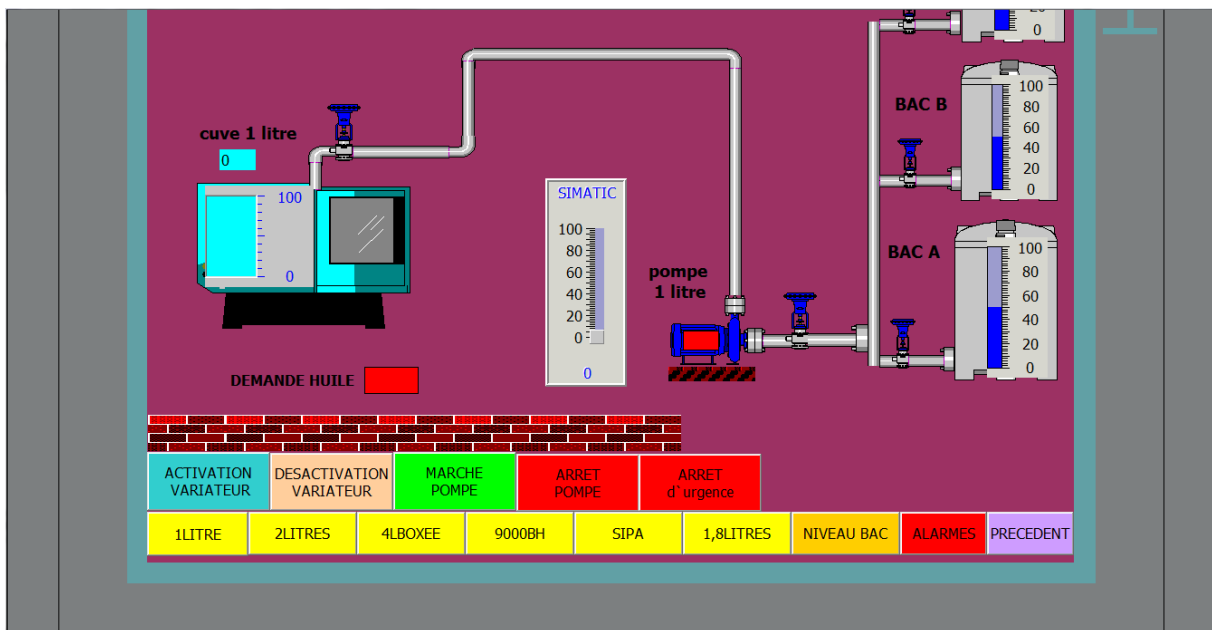 20
0
BAC B
100
80
60
40
20
0
cuve 1 litre
0
100
0
SIMATIC
100
80
60
40
20
0
0
BAC A
100
80
60
40
20
0
pompe
1 litre
DEMANDE HUILE
ACTIVATION
VARIATEUR
DESACTIVATION
VARIATEUR
MARCHE
POMPE
ARRET
POMPE
ARRET
d`urgence
1LITRE
2LITRES
4LBOXEE
9000BH
SIPA
1,8LITRES
NIVEAU BAC
ALARMES
PRECEDENT